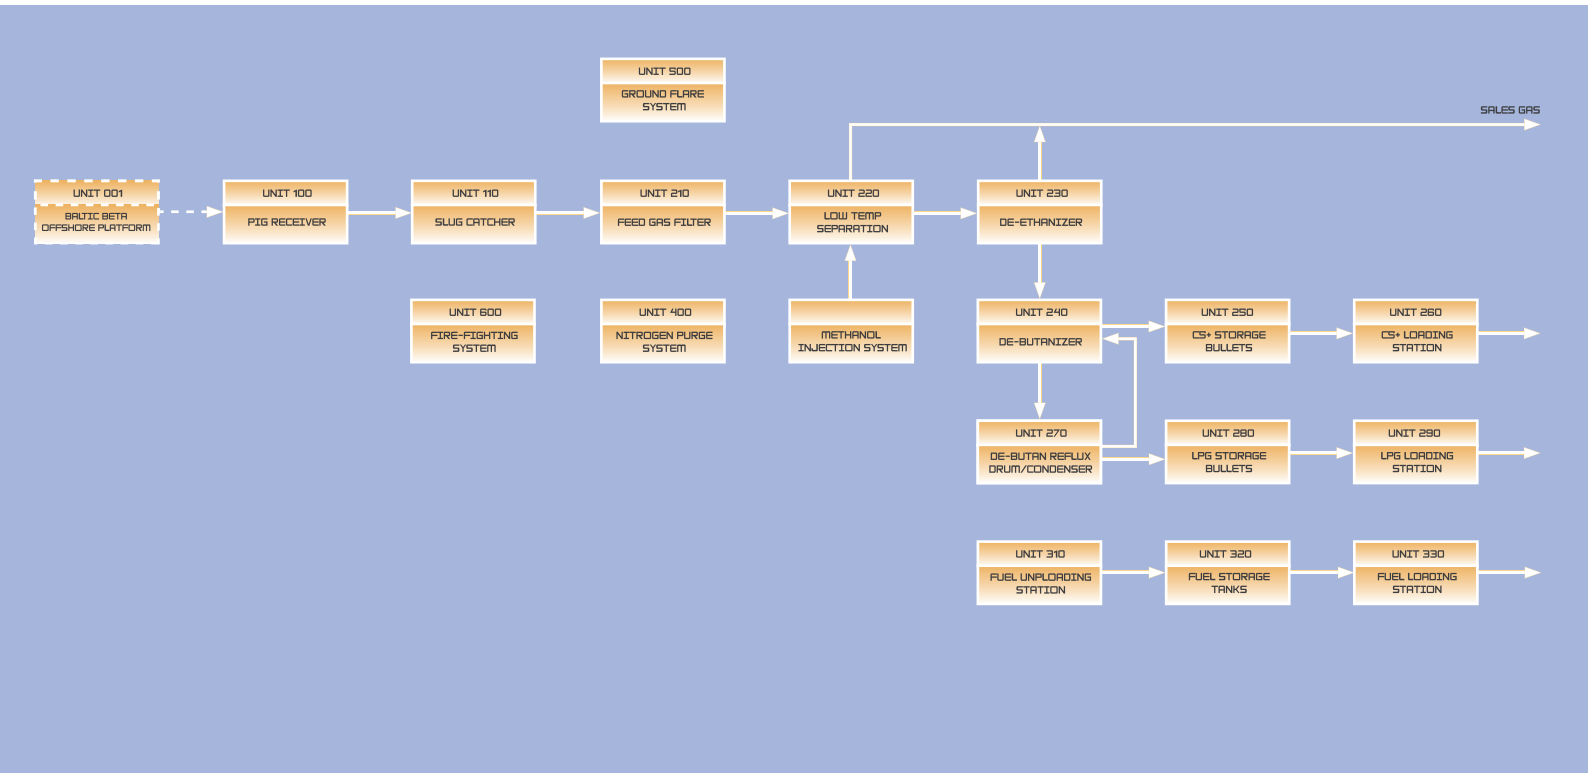 UNIT 500
GROUND FLARE
SYSTEM
SALES GAS
UNIT 001
BALTIC BETA
OFFSHORE PLATFORM
UNIT 100
PIG RECEIVER
UNIT 110
SLUG CATCHER
UNIT 210
FEED GAS FILTER
UNIT 220
LOW TEMP
SEPARATION
UNIT 230
DE-ETHANIZER
UNIT 600
FIRE-FIGHTING
SYSTEM
UNIT 400
NITROGEN PURGE
SYSTEM
METHANOL
INJECTION SYSTEM
UNIT 240
DE-BUTANIZER
UNIT 250
C5+ STORAGE
BULLETS
UNIT 260
C5+ LOADING
STATION
UNIT 270
DE-BUTAN REFLUX
DRUM/CONDENSER
UNIT 280
LPG STORAGE
BULLETS
UNIT 290
LPG LOADING
STATION
UNIT 310
FUEL UNPLOADING
STATION
UNIT 320
FUEL STORAGE
TANKS
UNIT 330
FUEL LOADING
STATION